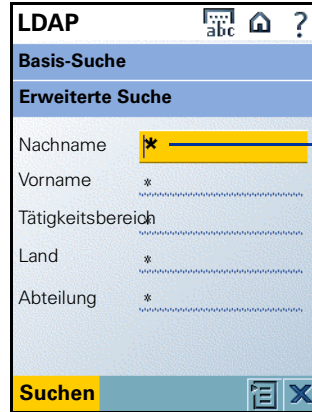 LDAP abc ?
Basis-Suche
Erweiterte Suche
Nachname *
Vorname *
Tätigkeitsbereich *
Land *
Abteilung *
Suchen